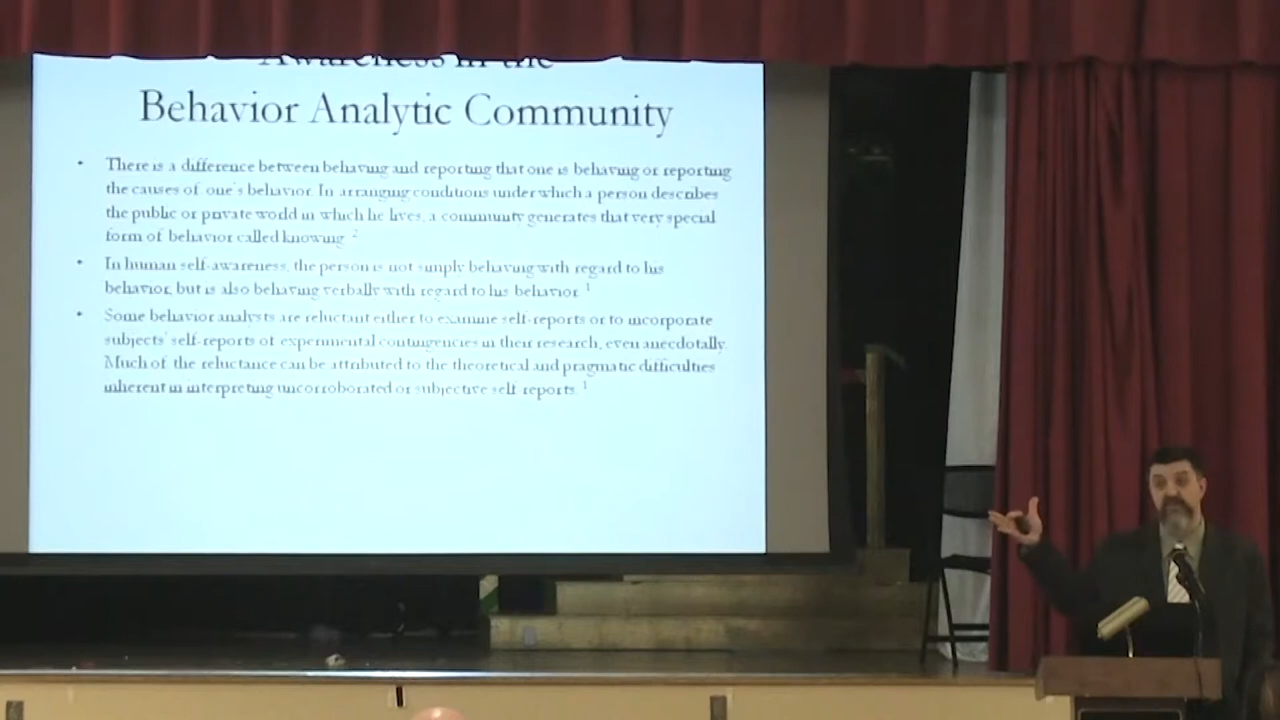 Awareness in the
Behavior Analytic Community
• There is a difference between behaving and reporting that one is behaving or reporting
the causes of one's behavior. In arranging conditions under which a person describes
the public or private world in which he lives, a community generates that very special
form of behavior called knowing. 2
• In human self-awareness, the person is not simply behaving with regard to his
behavior, but is also behaving verbally with regard to his behavior. 1
• Some behavior analysts are reluctant either to examine self-reports or to incorporate
subjects' self-reports of experimental contingencies in their research, even anecdotally.
Much of the reluctance can be attributed to the theoretical and pragmatic difficulties
inherent in interpreting uncorroborated or subjective self-reports. 1